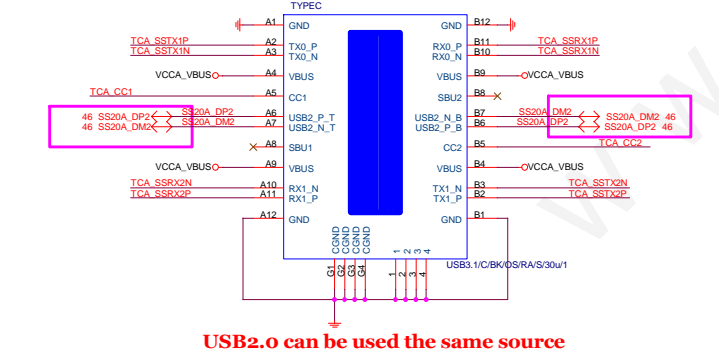 TYPEC
A1 GND GND B12
TCA_SSTX1P A2 TX0_P RX0_P B11 TCA_SSRX1P
TCA_SSTX1N A3 TX0_N RX0_N B10 TCA_SSRX1N
VCCA_VBUS A4 VBUS VBUS B9 VCCA_VBUS
TCA_CC1 A5 CC1 SBU2 B8
46 SS20A_DP2 SS20A_DP2 A6 USB2_P_T USB2_N_B B7 SS20A_DM2 SS20A_DM2 46
46 SS20A_DM2 SS20A_DM2 A7 USB2_N_T USB2_P_B B6 SS20A_DP2 SS20A_DP2 46
A8 SBU1 CC2 B5 TCA_CC2
VCCA_VBUS A9 VBUS VBUS B4 VCCA_VBUS
TCA_SSRX2N A10 RX1_N TX1_N B3 TCA_SSTX2N
TCA_SSRX2P A11 RX1_P TX1_P B2 TCA_SSTX2P
A12 GND GND B1
CGND CGND CGND CGND 1 2 3 4
G1 G2 G3 G4 1 2 3 4
USB3.1/C/BK/OS/RA/S/30u/1
USB2.0 can be used the same source